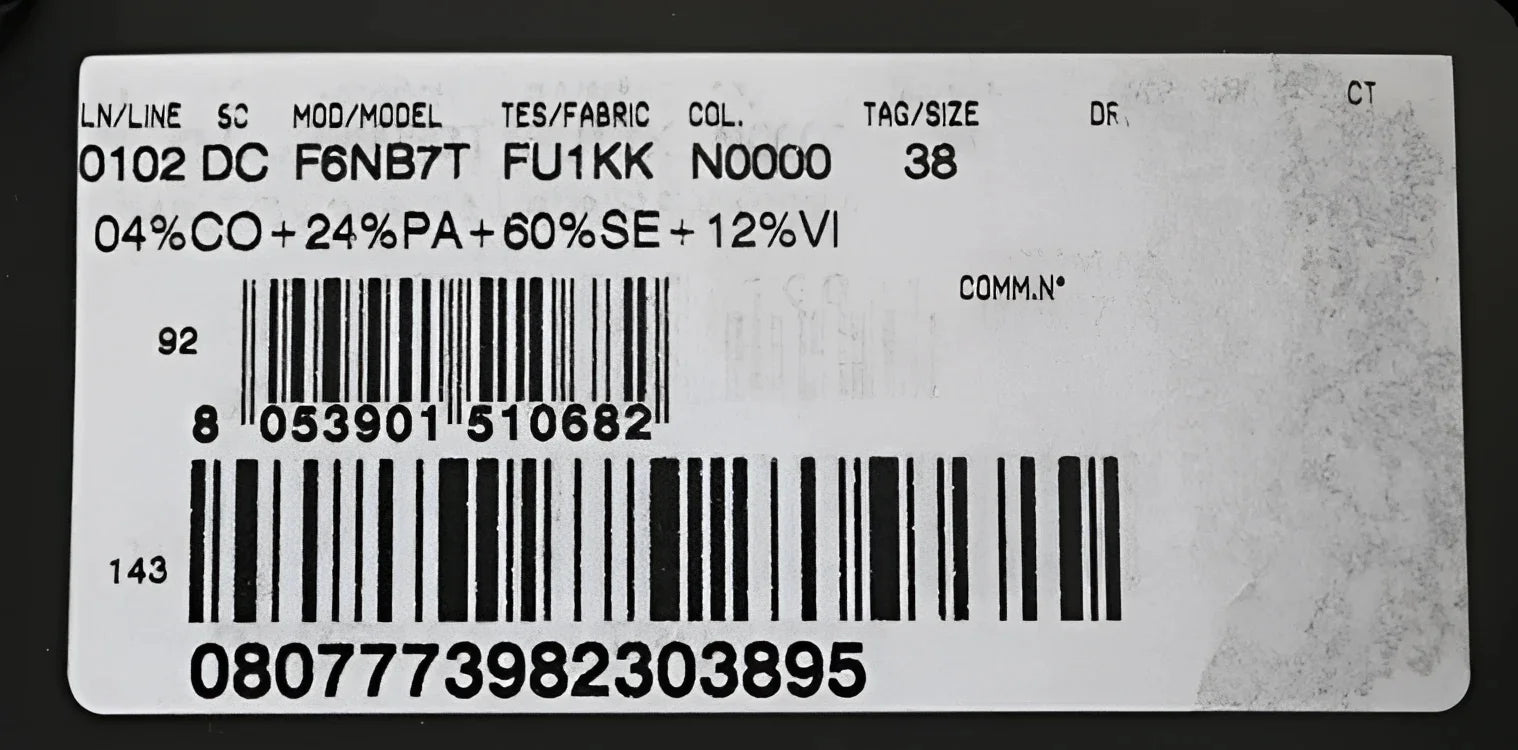 CT
LN/LINE SC MOD/MODEL TES/FABRIC COL. TAG/SIZE DR.
0102 DC F6NB7T FU1KK N0000 38
04%CO+24%PA+60%SE+12%VI
COMM.N°
92
8 053901 510682
143
0807773982303895